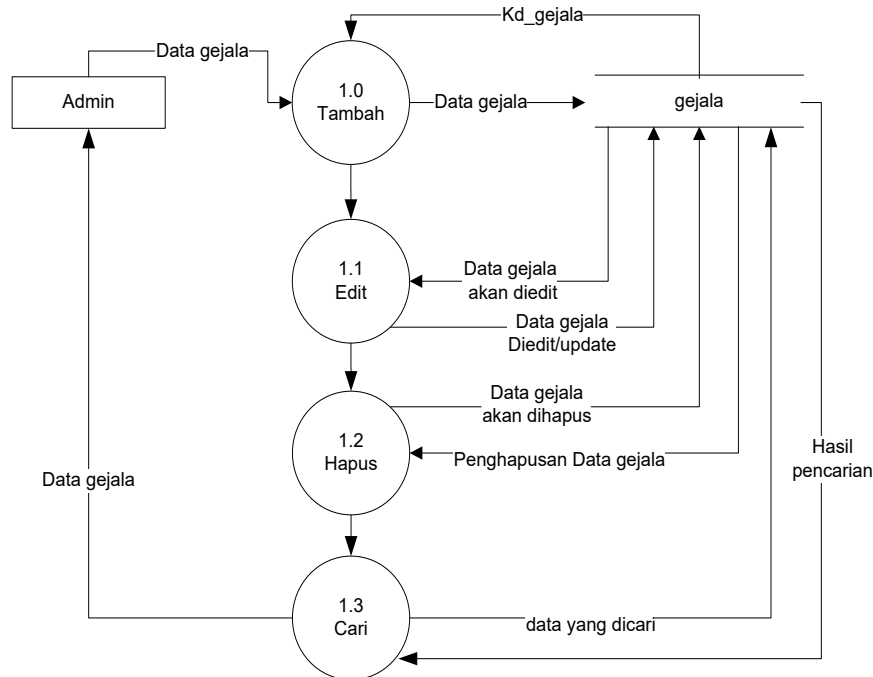 Kd_gejala
Data gejala
Admin
1.0
Tambah
Data gejala
gejala
1.1
Edit
Data gejala
akan diedit
Data gejala
Diedit/update
1.2
Hapus
Data gejala
akan dihapus
Penghapusan Data gejala
Hasil
pencarian
Data gejala
1.3
Cari
data yang dicari